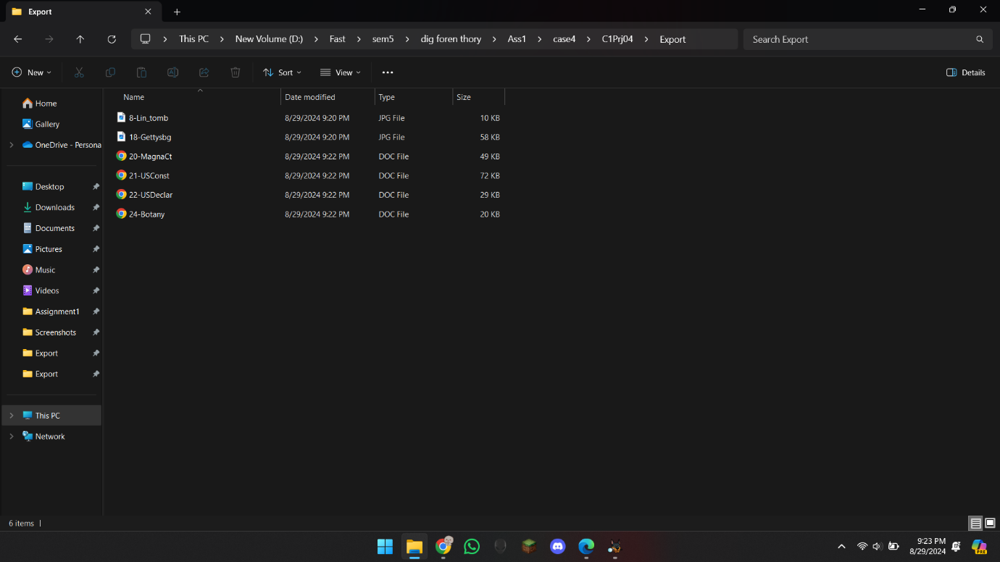 Export
This PC
New Volume (D:)
Fast
sem5
dig foren thory
Ass1
case4
C1Prj04
Export
Search Export
New
Sort
View
Details
Name Date modified Type Size
8-Lin_tomb 8/29/2024 9:20 PM JPG File 10 KB
18-Gettysbg 8/29/2024 9:20 PM JPG File 58 KB
20-MagnaCt 8/29/2024 9:22 PM DOC File 49 KB
21-USConst 8/29/2024 9:22 PM DOC File 72 KB
22-USDeclar 8/29/2024 9:22 PM DOC File 29 KB
24-Botany 8/29/2024 9:22 PM DOC File 20 KB
Home
Gallery
OneDrive - Persona
Desktop
Downloads
Documents
Pictures
Music
Videos
Assignment1
Screenshots
Export
Export
This PC
Network
6 items
9:23 PM
8/29/2024
PRE